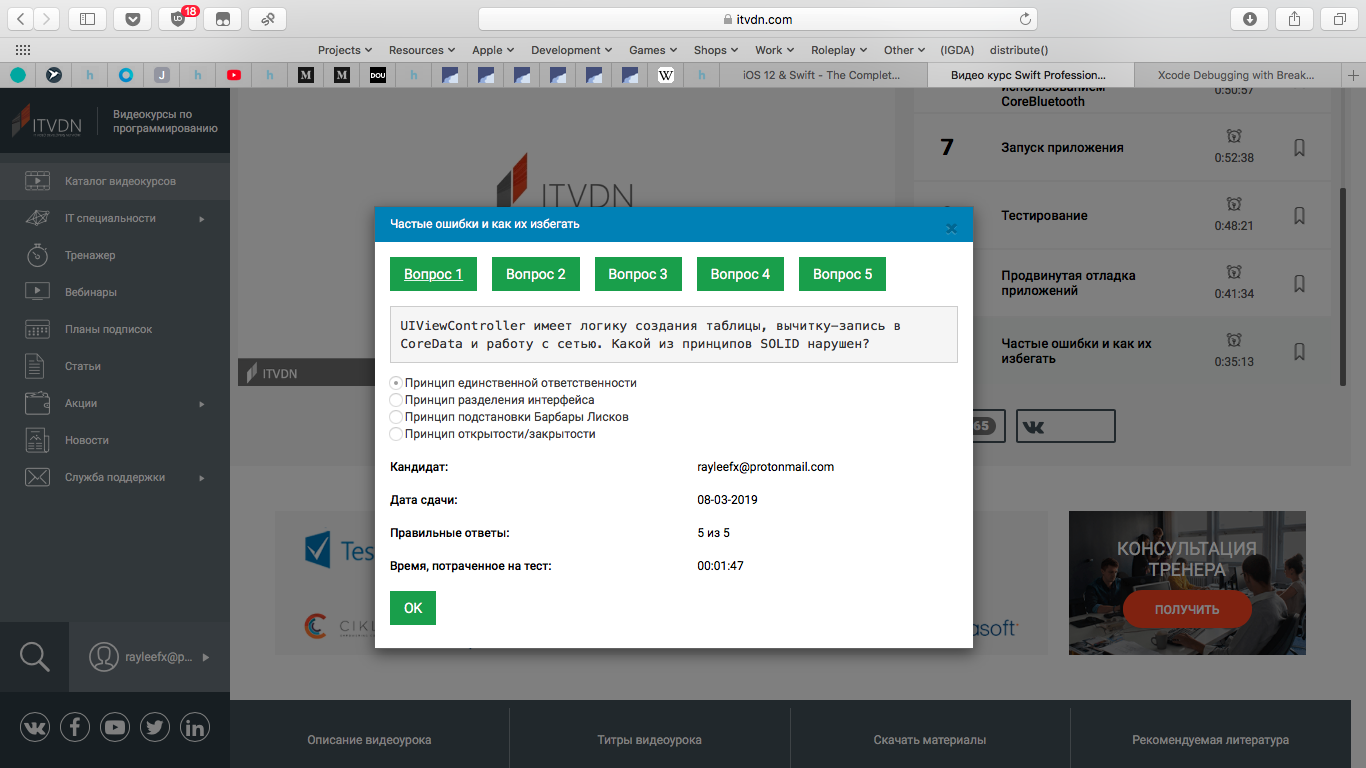 18
itvdn.com
Projects Resources Apple Development Games Shops Work Roleplay Other (IGDA) distribute()
h J h h M M DOU h W h iOS 12 & Swift - The Complet... Видео курс Swift Profession... Xcode Debugging with Break...
ITVDN
Видеокурсы по
программированию
Каталог видеокурсов
IT специальности
Тренажер
Вебинары
Планы подписок
Статьи
Акции
Новости
Служба поддержки
rayleefx@p...
ITVDN
ITVDN
использованием
CoreBluetooth
0:50:57
7 Запуск приложения 0:52:38
Тестирование 0:48:21
Продвинутая отладка
приложений
0:41:34
Частые ошибки и как их
избегать
0:35:13
65
Частые ошибки и как их избегать
Вопрос 1 Вопрос 2 Вопрос 3 Вопрос 4 Вопрос 5
UIViewController имеет логику создания таблицы, вычитку-запись в
CoreData и работу с сетью. Какой из принципов SOLID нарушен?
Принцип единственной ответственности
Принцип разделения интерфейса
Принцип подстановки Барбары Лисков
Принцип открытости/закрытости
Кандидат: rayleefx@protonmail.com
Дата сдачи: 08-03-2019
Правильные ответы: 5 из 5
Время, потраченное на тест: 00:01:47
OK
Tes
CIKL
asoft
КОНСУЛЬТАЦИЯ
ТРЕНЕРА
ПОЛУЧИТЬ
Описание видеоурока Титры видеоурока Скачать материалы Рекомендуемая литература